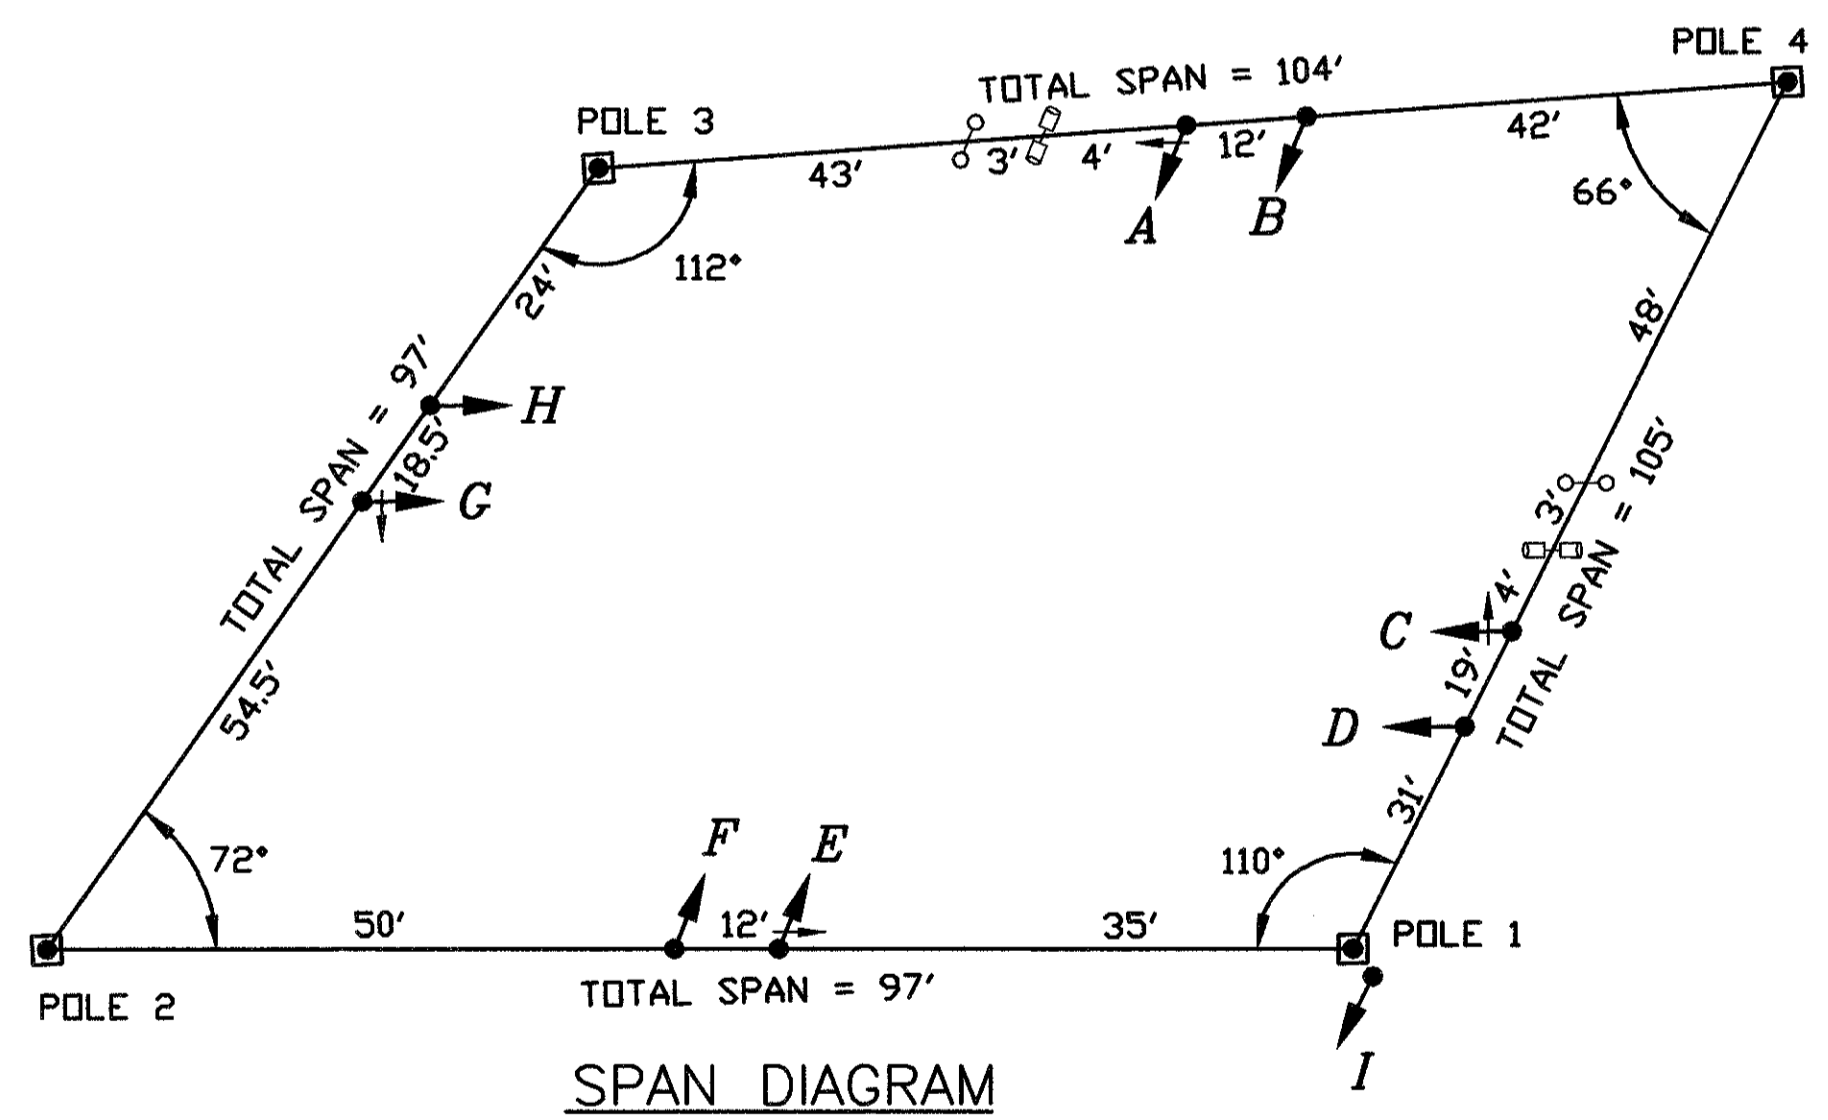 POLE 4
TOTAL SPAN = 104'
POLE 3
43'
3'
4'
12'
42'
A
B
66°
112°
24'
48'
TOTAL SPAN = 97'
H
18.5'
G
TOTAL SPAN = 105'
3'
4'
C
19'
D
54.5'
31'
72°
F
E
110°
50'
12'
35'
POLE 1
TOTAL SPAN = 97'
POLE 2
I
SPAN DIAGRAM